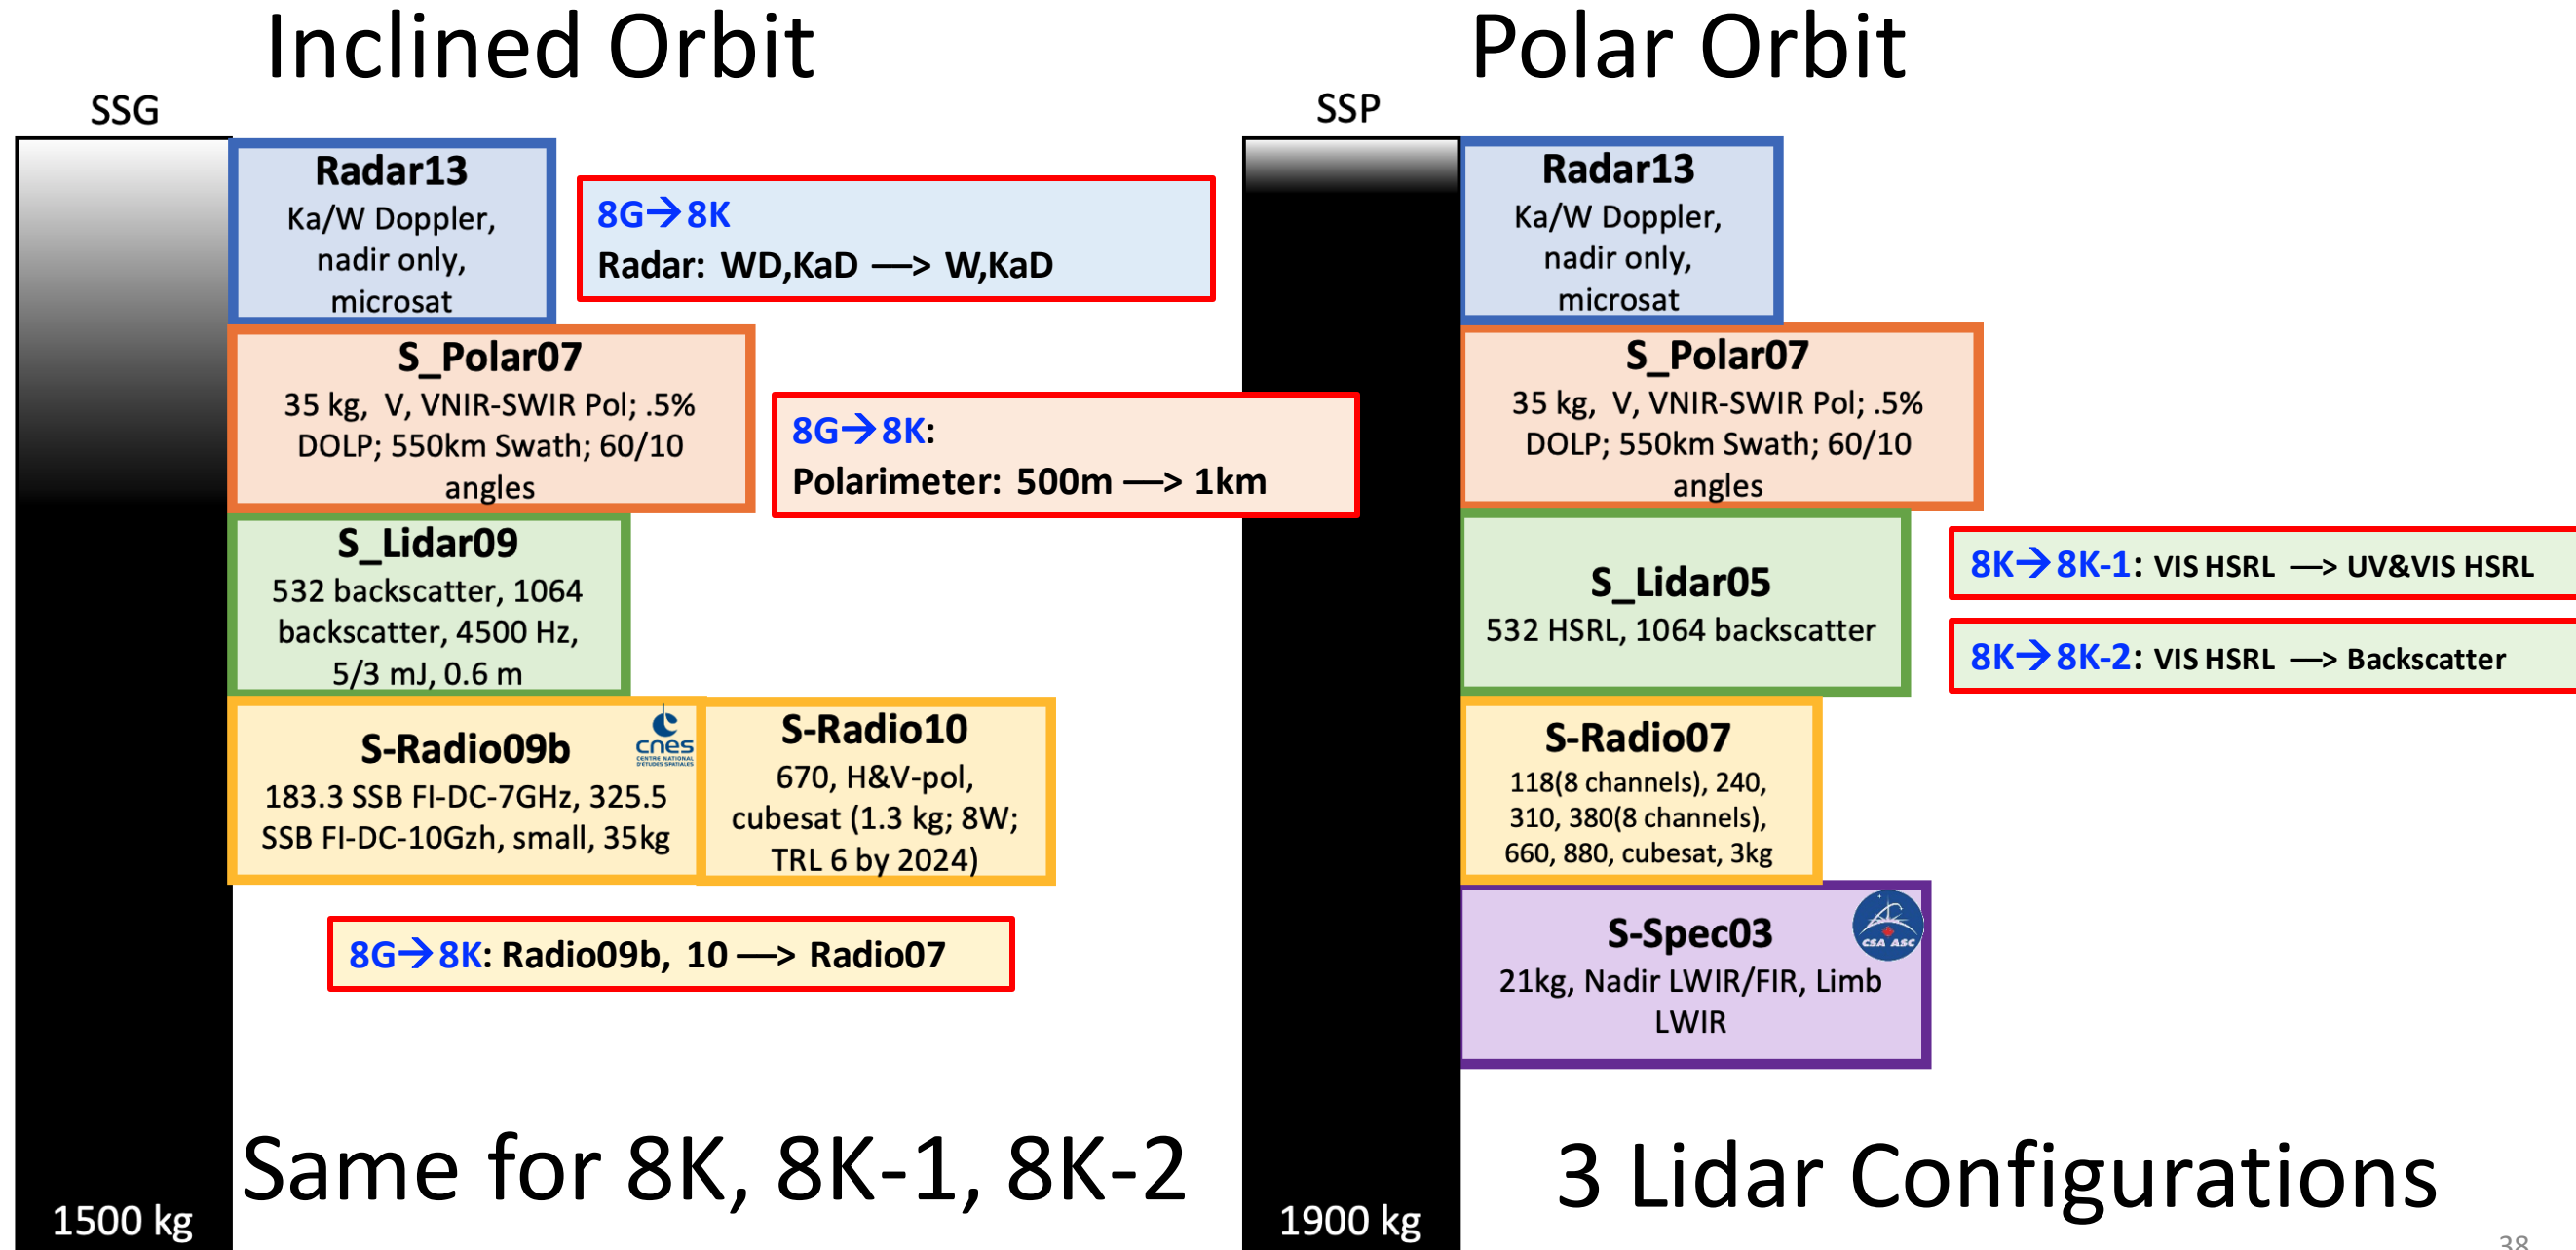 Inclined Orbit
SSG
Radar13
Ka/W Doppler,
nadir only,
microsat
8G→8K
Radar: WD,KaD —> W,KaD
S_Polar07
35 kg, V, VNIR-SWIR Pol; .5%
DOLP; 550km Swath; 60/10
angles
8G→8K:
Polarimeter: 500m —> 1km
S_Lidar09
532 backscatter, 1064
backscatter, 4500 Hz,
5/3 mJ, 0.6 m
S-Radio09b
cnes
CENTRE NATIONAL
D'ÉTUDES SPATIALES
183.3 SSB FI-DC-7GHz, 325.5
SSB FI-DC-10Gzh, small, 35kg
S-Radio10
670, H&V-pol,
cubesat (1.3 kg; 8W;
TRL 6 by 2024)
8G→8K: Radio09b, 10 —> Radio07
Same for 8K, 8K-1, 8K-2
1500 kg
Polar Orbit
SSP
Radar13
Ka/W Doppler,
nadir only,
microsat
S_Polar07
35 kg, V, VNIR-SWIR Pol; .5%
DOLP; 550km Swath; 60/10
angles
S_Lidar05
532 HSRL, 1064 backscatter
8K→8K-1: VIS HSRL —> UV&VIS HSRL
8K→8K-2: VIS HSRL —> Backscatter
S-Radio07
118(8 channels), 240,
310, 380(8 channels),
660, 880, cubesat, 3kg
S-Spec03
CSA ASC
21kg, Nadir LWIR/FIR, Limb
LWIR
3 Lidar Configurations
1900 kg
38